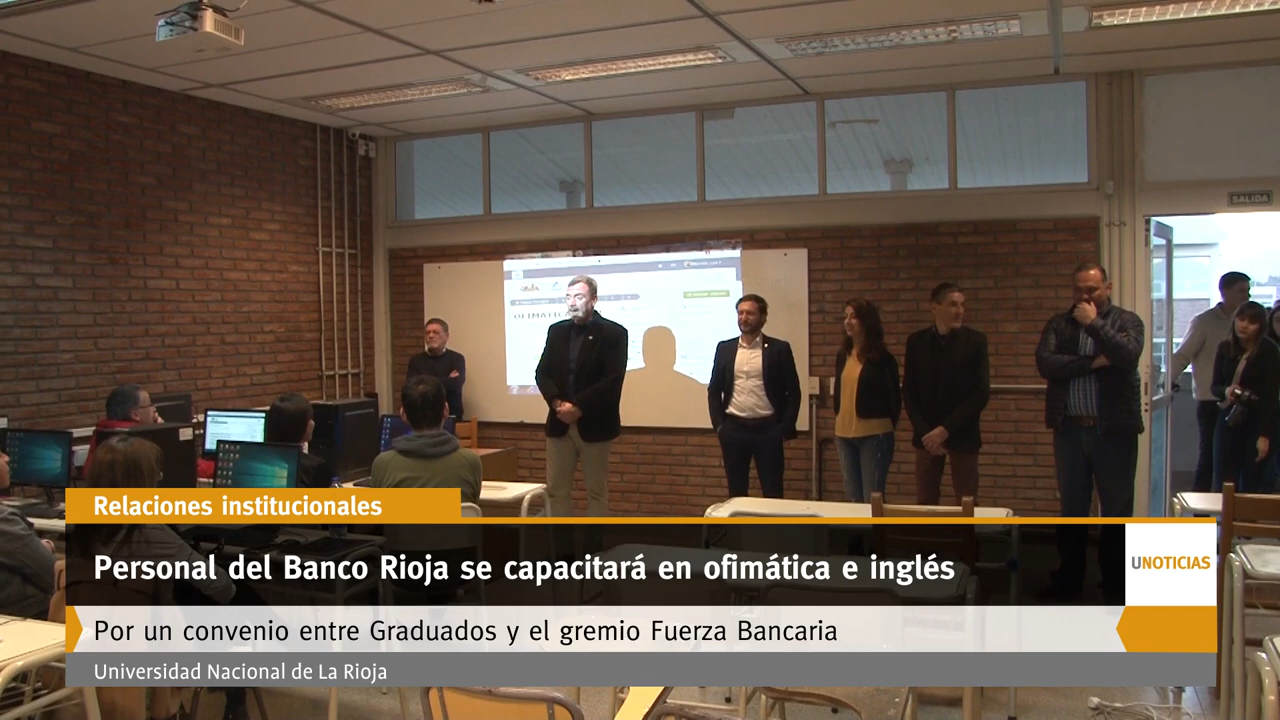 SALIDA
OFIMATICA
Relaciones institucionales
Personal del Banco Rioja se capacitará en ofimática e inglés
UNOTICIAS
Por un convenio entre Graduados y el gremio Fuerza Bancaria
Universidad Nacional de La Rioja